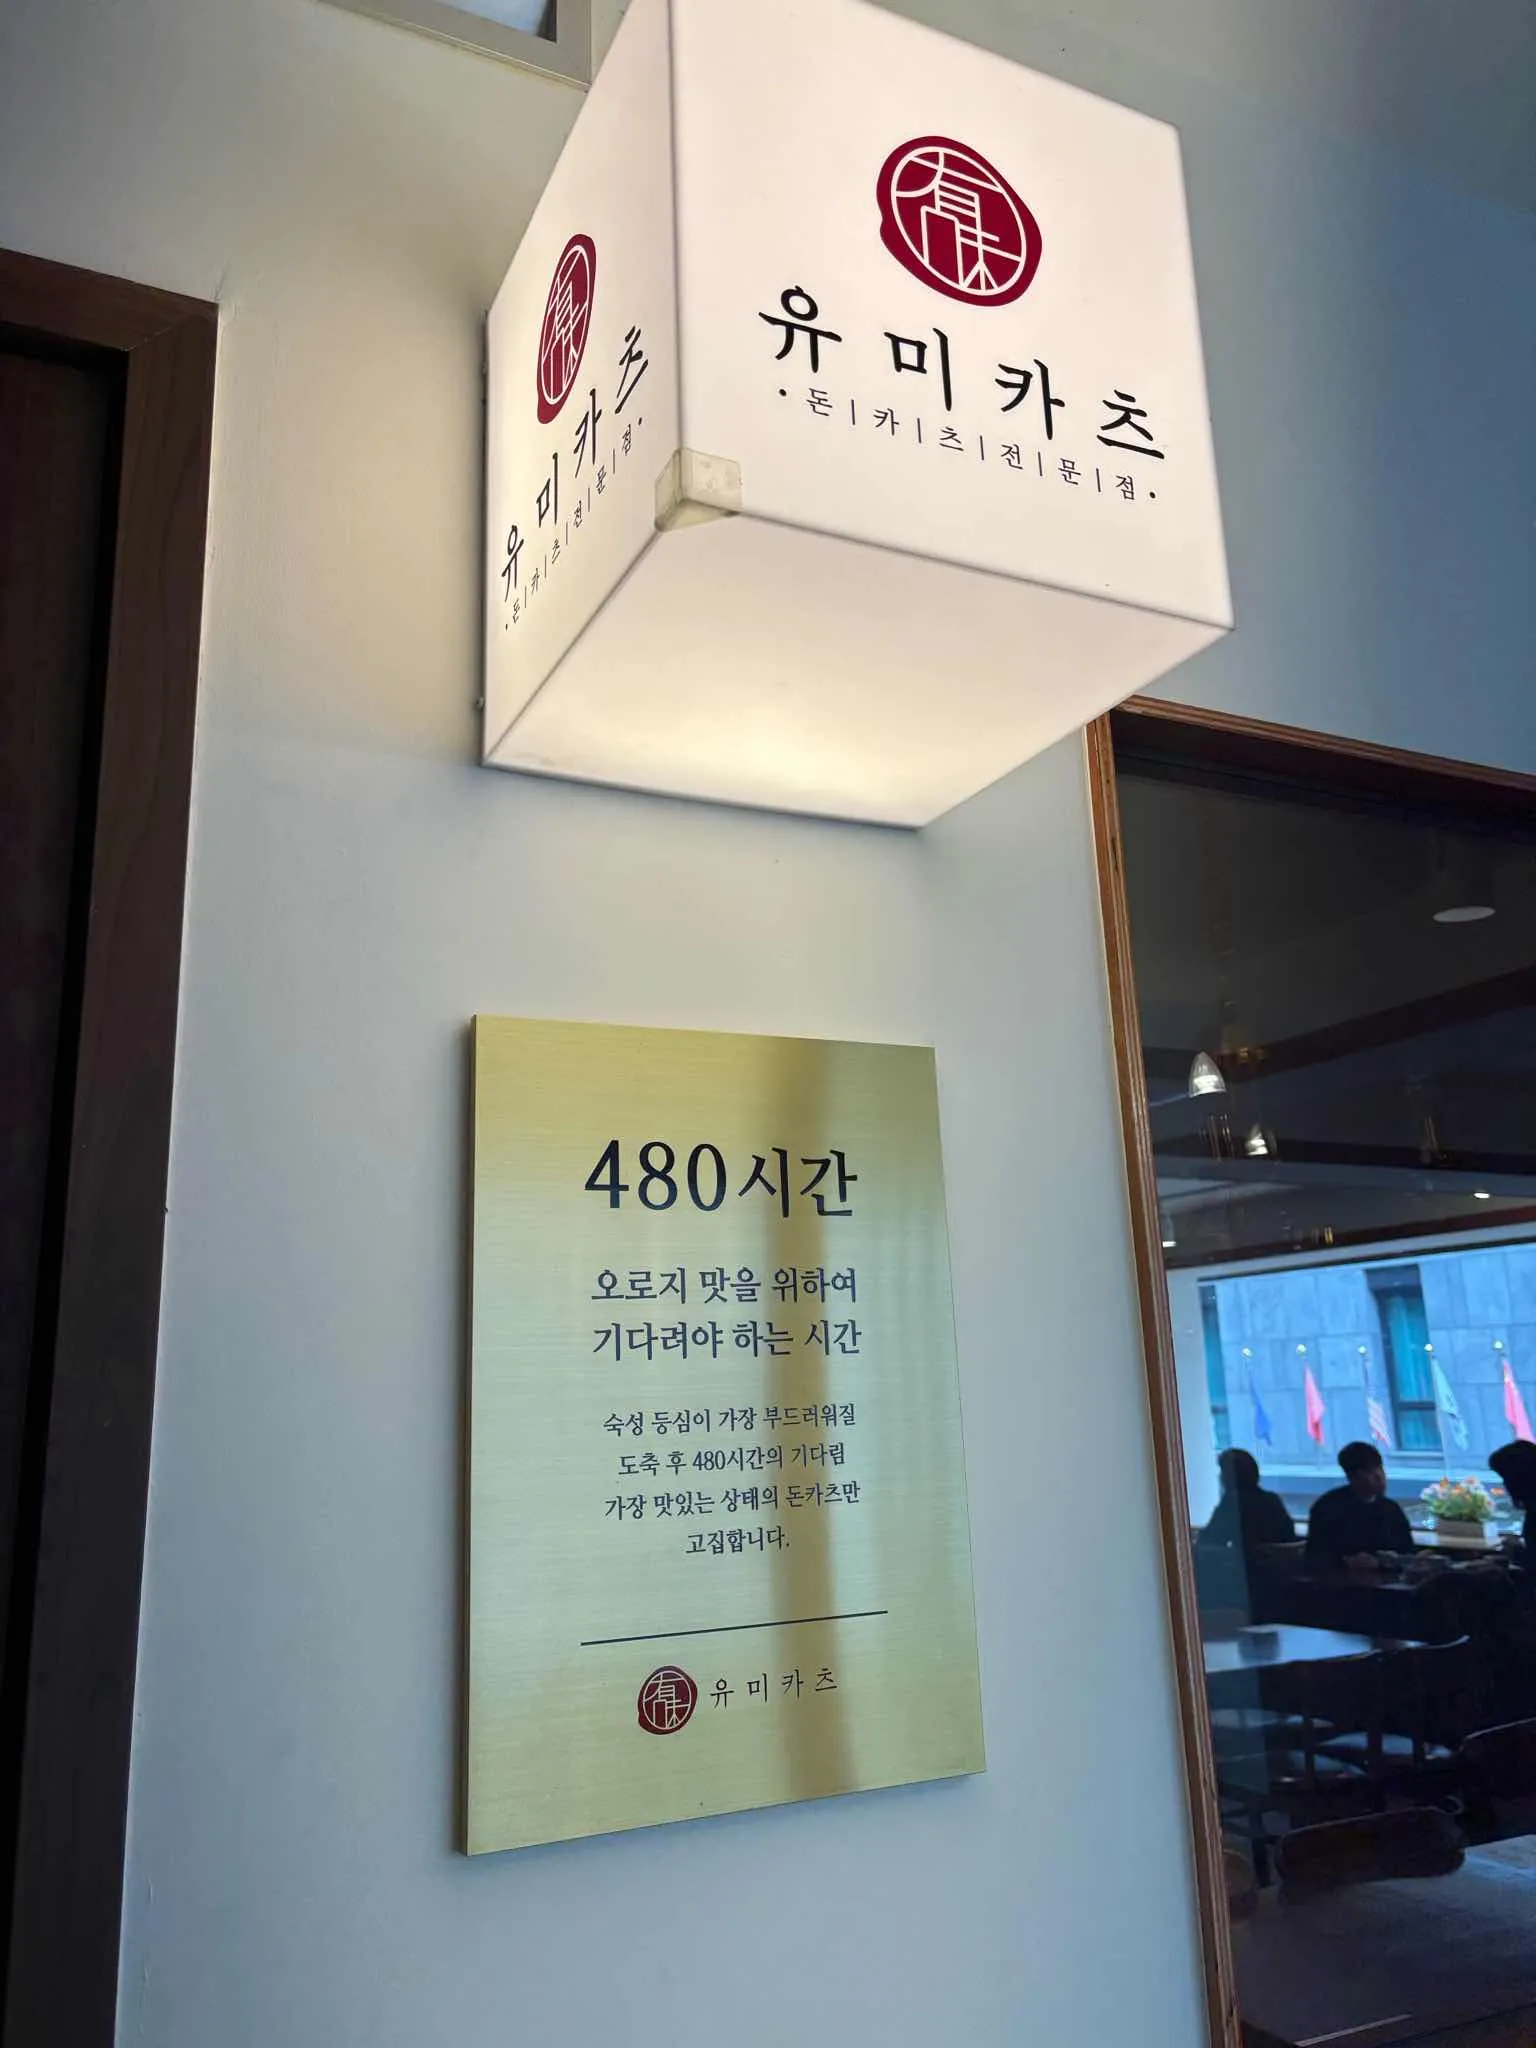 유미카츠
·돈|카|츠|전|문|점·
유미카츠
·돈|카|츠|전|문|점·
480시간
오로지 맛을 위하여
기다려야 하는 시간
숙성 등심이 가장 부드러워질
도축 후 480시간의 기다림
가장 맛있는 상태의 돈카츠만
고집합니다.
유미카츠